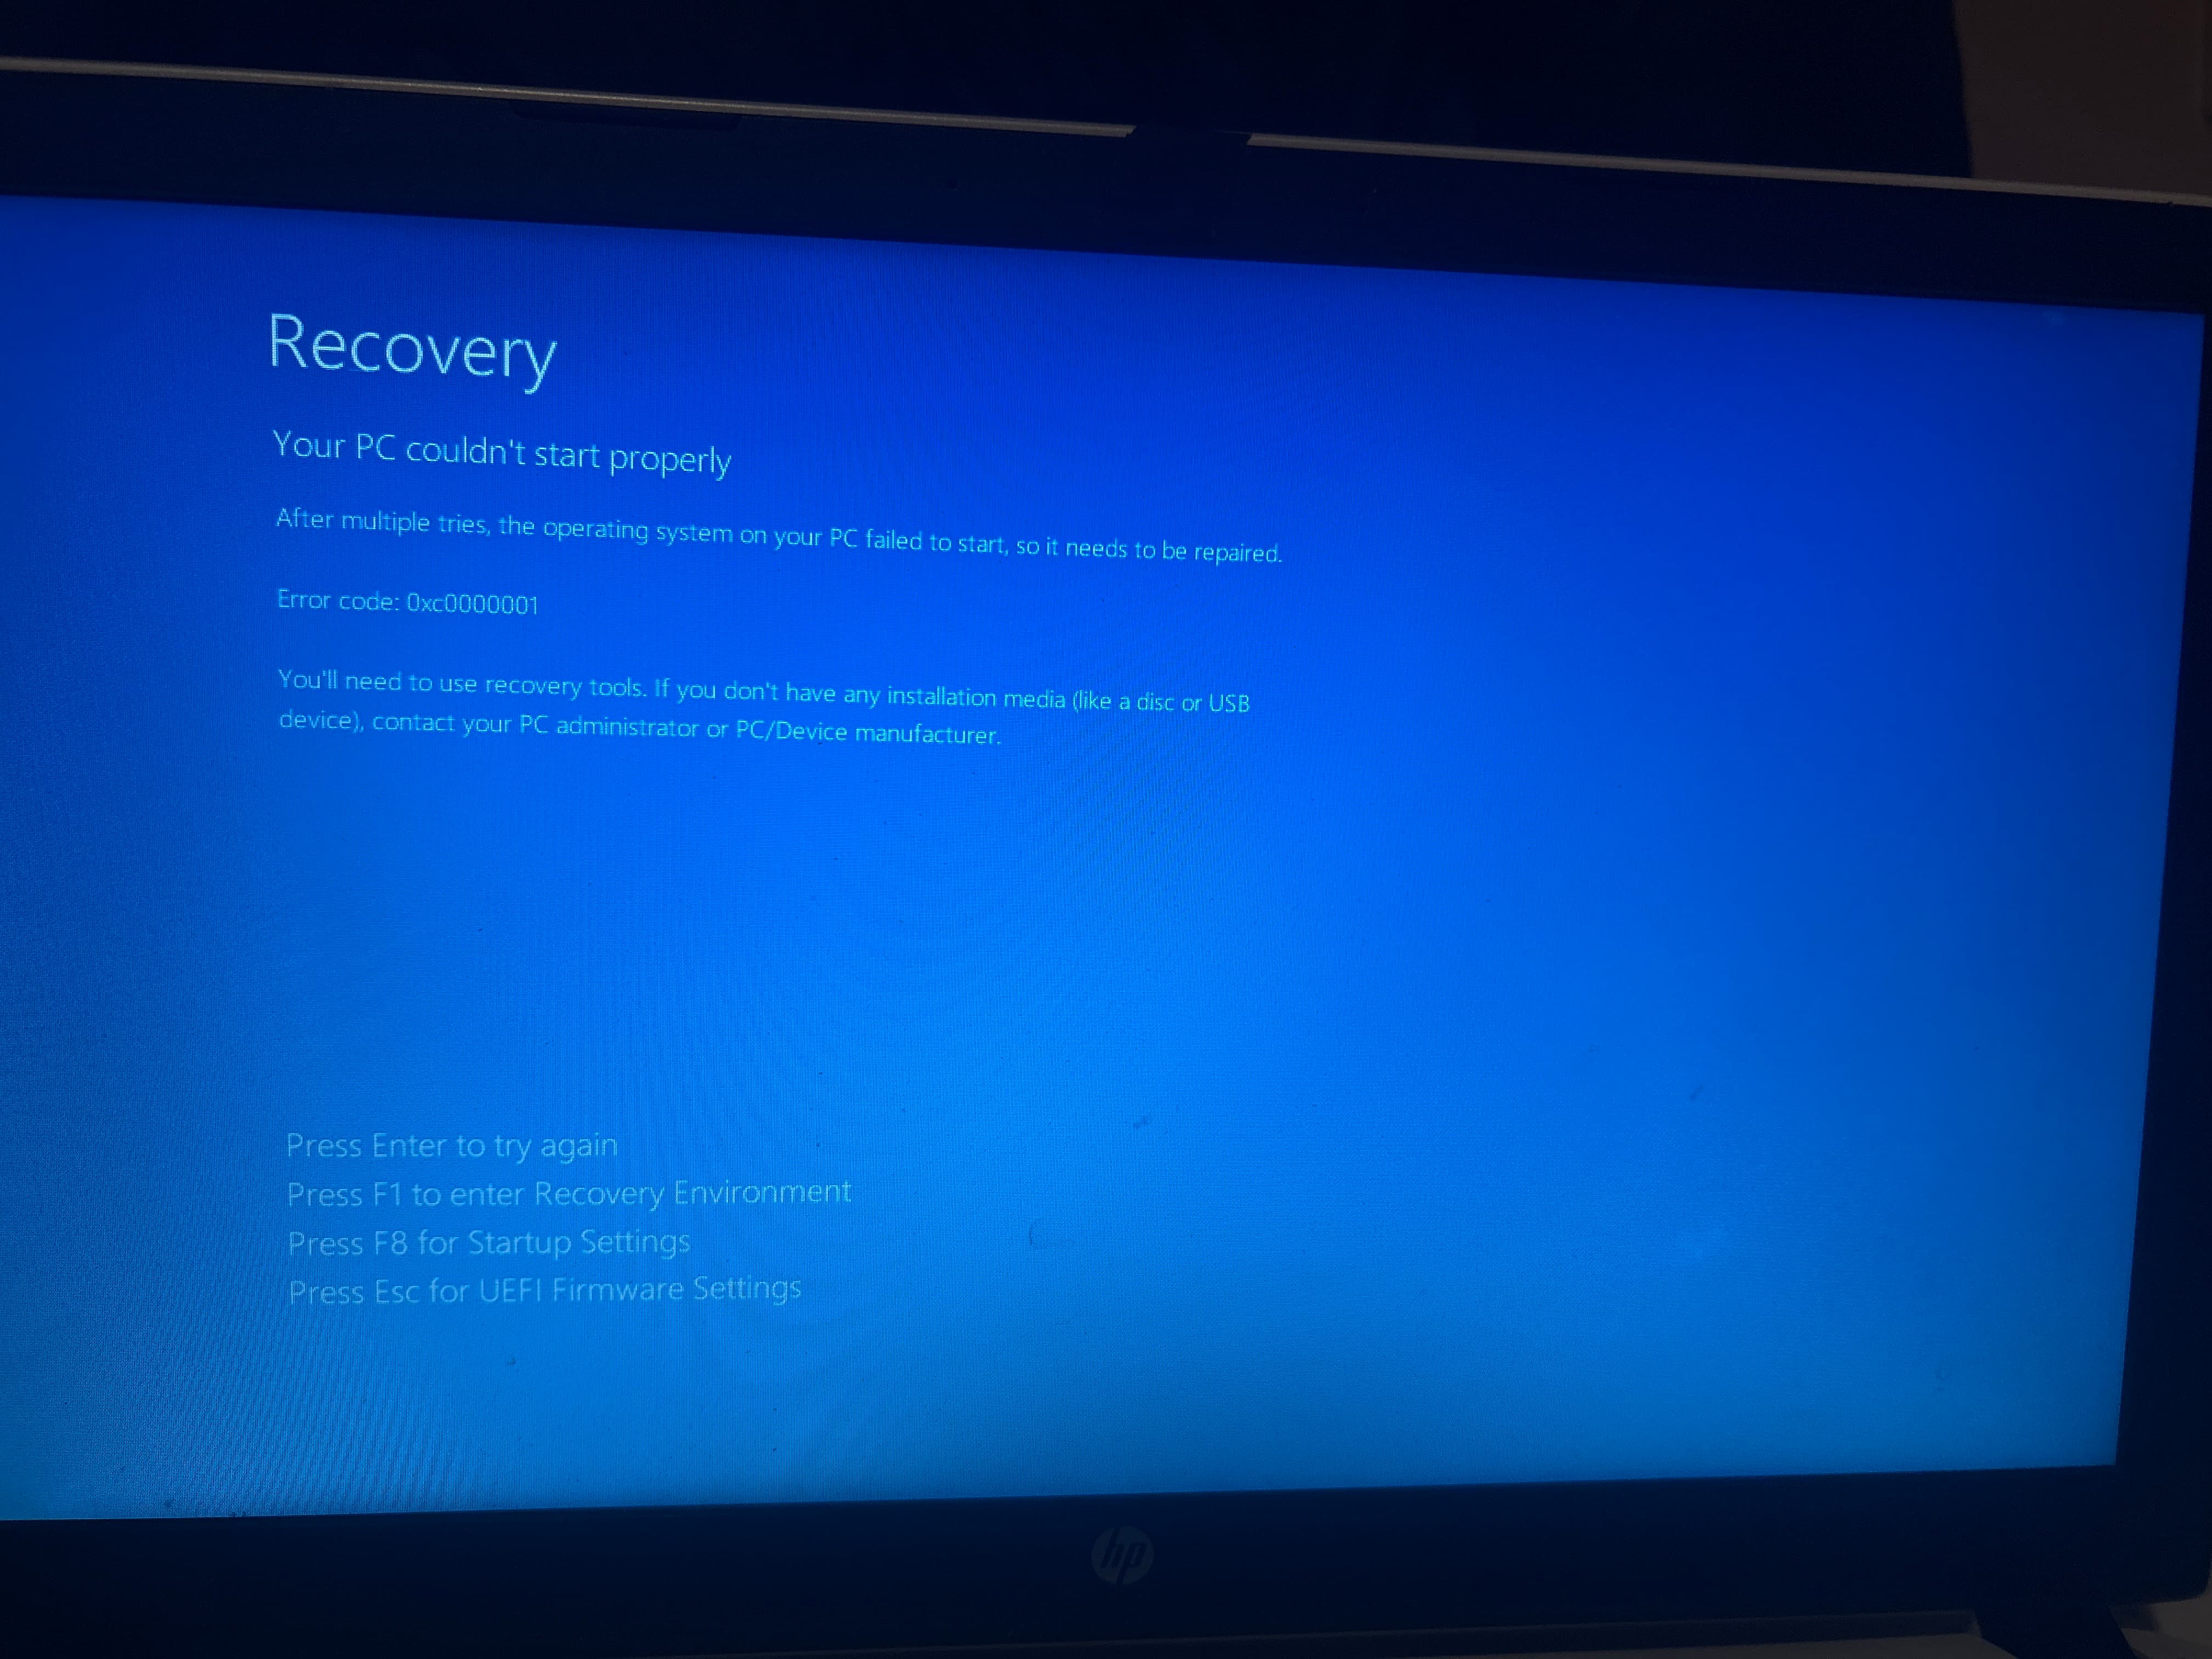 Recovery
Your PC couldn't start properly
After multiple tries, the operating system on your PC failed to start, so it needs to be repaired.
Error code: 0xc0000001
You'll need to use recovery tools. If you don't have any installation media (like a disc or USB
device), contact your PC administrator or PC/Device manufacturer.
Press Enter to try again
Press F1 to enter Recovery Environment
Press F8 for Startup Settings
Press Esc for UEFI Firmware Settings
hp